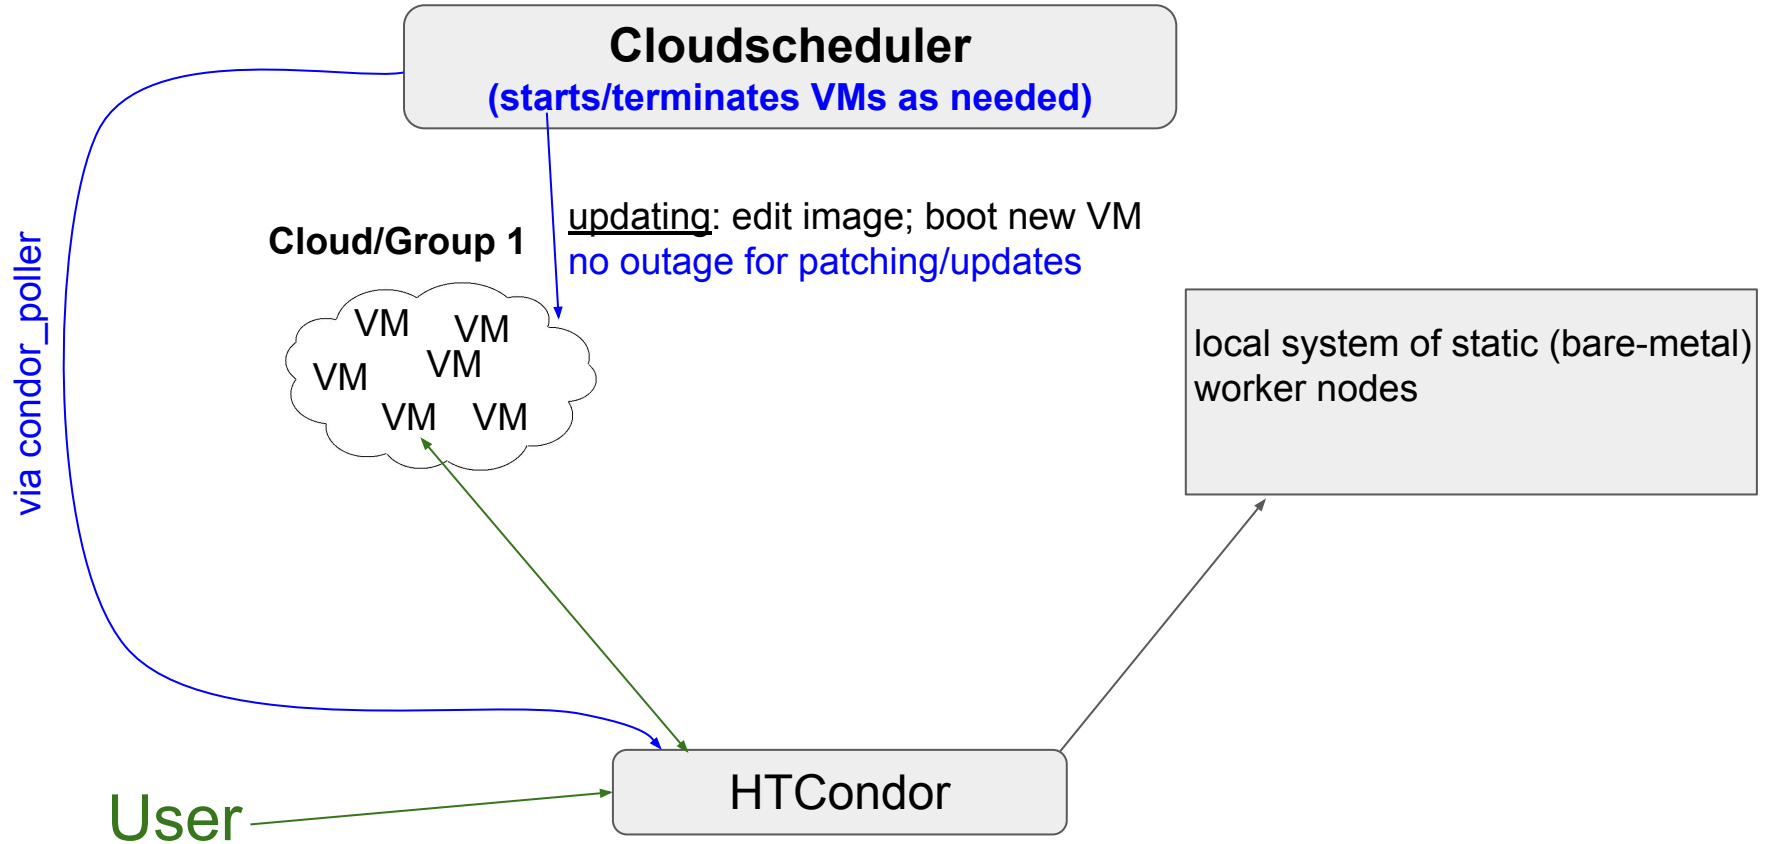 Cloudscheduler
(starts/terminates VMs as needed)
updating: edit image; boot new VM
no outage for patching/updates
Cloud/Group 1
via condor_poller
VM VM
VM VM
VM VM
local system of static (bare-metal)
worker nodes
HTCondor
User